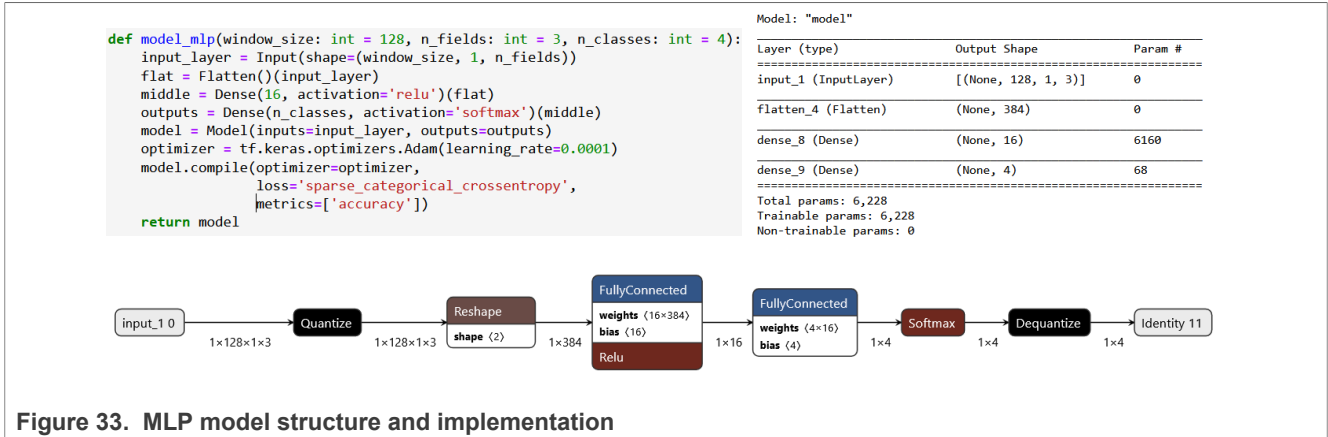 def model_mlp(window_size: int = 128, n_fields: int = 3, n_classes: int = 4):
    input_layer = Input(shape=(window_size, 1, n_fields))
    flat = Flatten()(input_layer)
    middle = Dense(16, activation='relu')(flat)
    outputs = Dense(n_classes, activation='softmax')(middle)
    model = Model(inputs=input_layer, outputs=outputs)
    optimizer = tf.keras.optimizers.Adam(learning_rate=0.0001)
    model.compile(optimizer=optimizer,
                  loss='sparse_categorical_crossentropy',
                  metrics=['accuracy'])
    return model
Model: "model"
Layer (type) Output Shape Param #
=================================================================
input_1 (InputLayer) [(None, 128, 1, 3)] 0
flatten_4 (Flatten) (None, 384) 0
dense_8 (Dense) (None, 16) 6160
dense_9 (Dense) (None, 4) 68
=================================================================
Total params: 6,228
Trainable params: 6,228
Non-trainable params: 0
input_1 0
1×128×1×3
Quantize
1×128×1×3
Reshape
shape ⟨2⟩
1×384
FullyConnected
weights ⟨16×384⟩
bias ⟨16⟩
Relu
1×16
FullyConnected
weights ⟨4×16⟩
bias ⟨4⟩
1×4
Softmax
1×4
Dequantize
1×4
Identity 11
Figure 33. MLP model structure and implementation